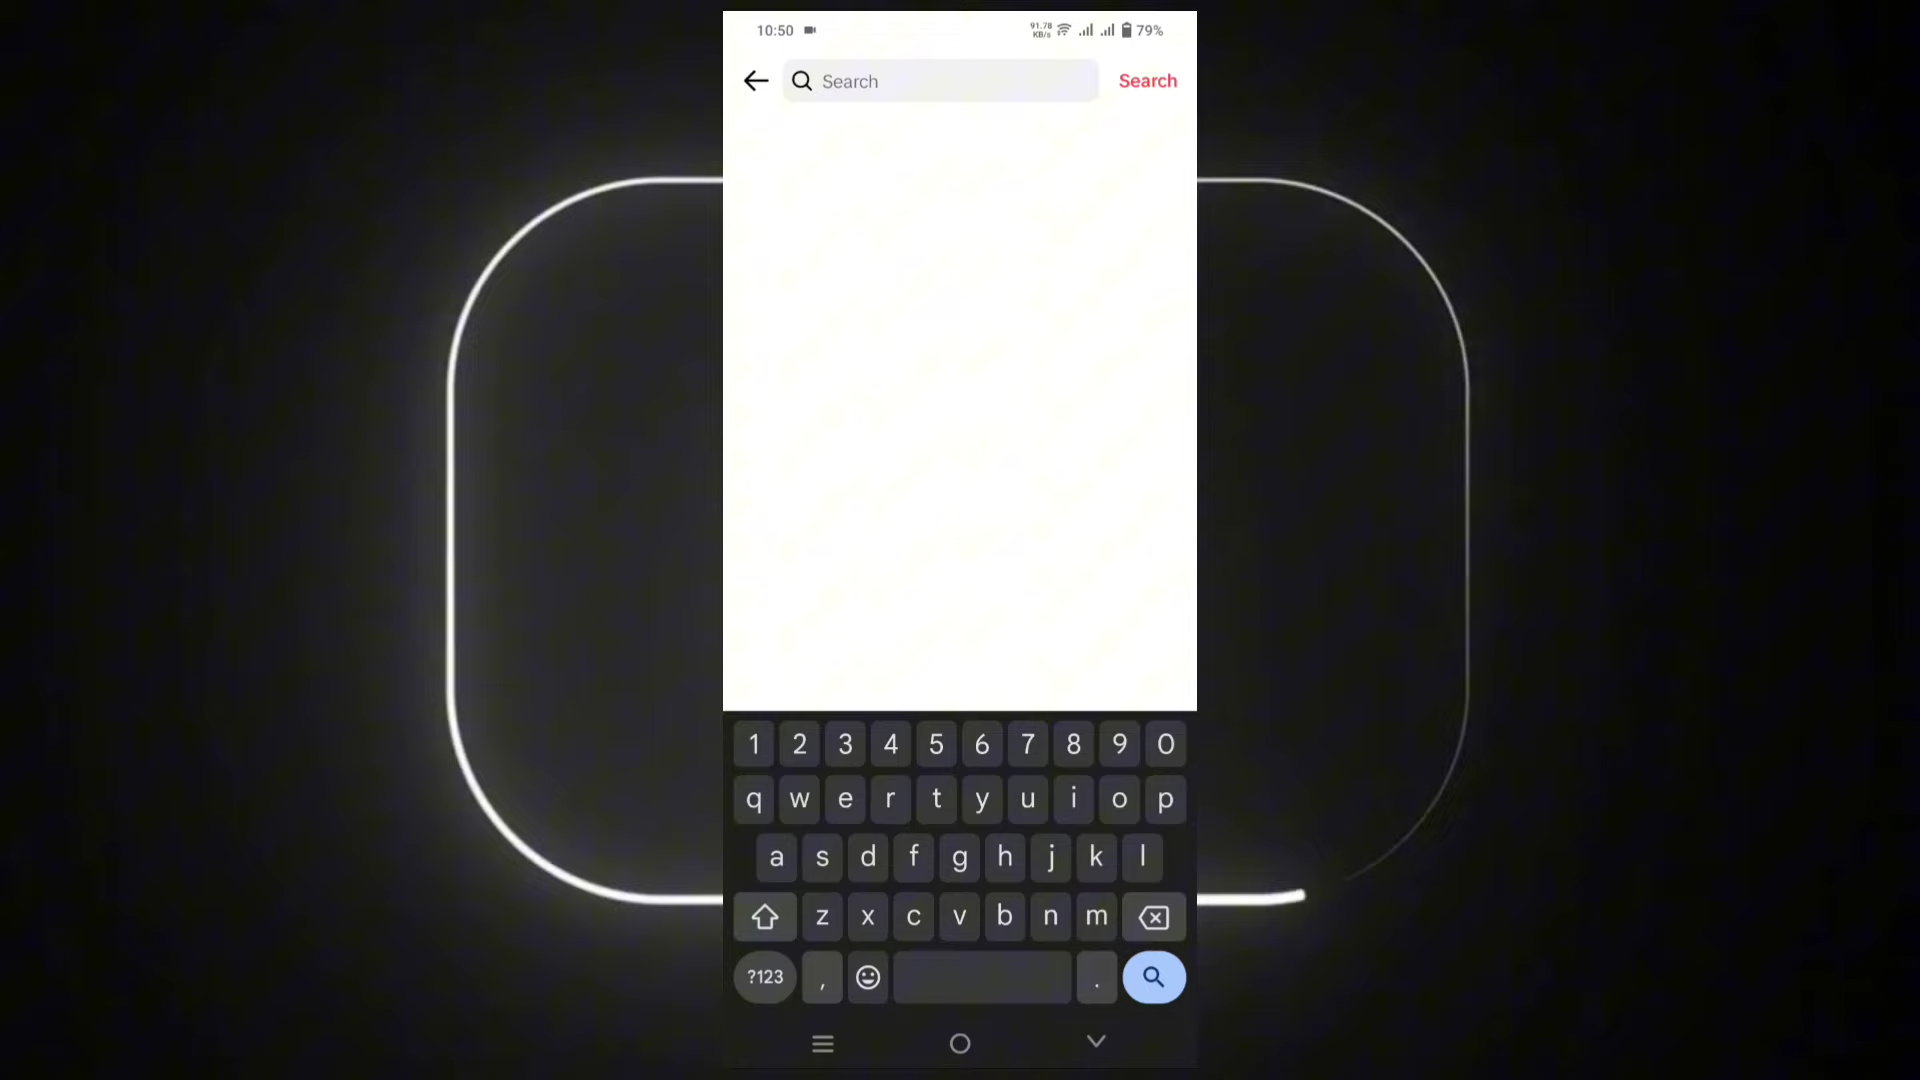 10:50
91.78 KB/s
79%
Search
Search
1 2 3 4 5 6 7 8 9 0
q w e r t y u i o p
a s d f g h j k l
z x c v b n m
?123 , .